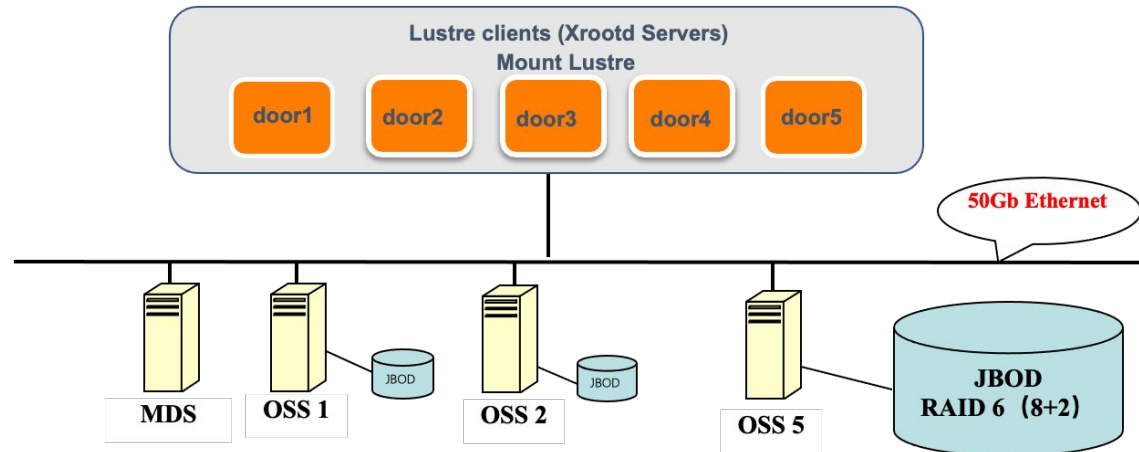 Lustre clients (Xrootd Servers)
Mount Lustre
door1
door2
door3
door4
door5
50Gb Ethernet
MDS
OSS 1
JBOD
OSS 2
JBOD
OSS 5
JBOD
RAID 6（8+2）